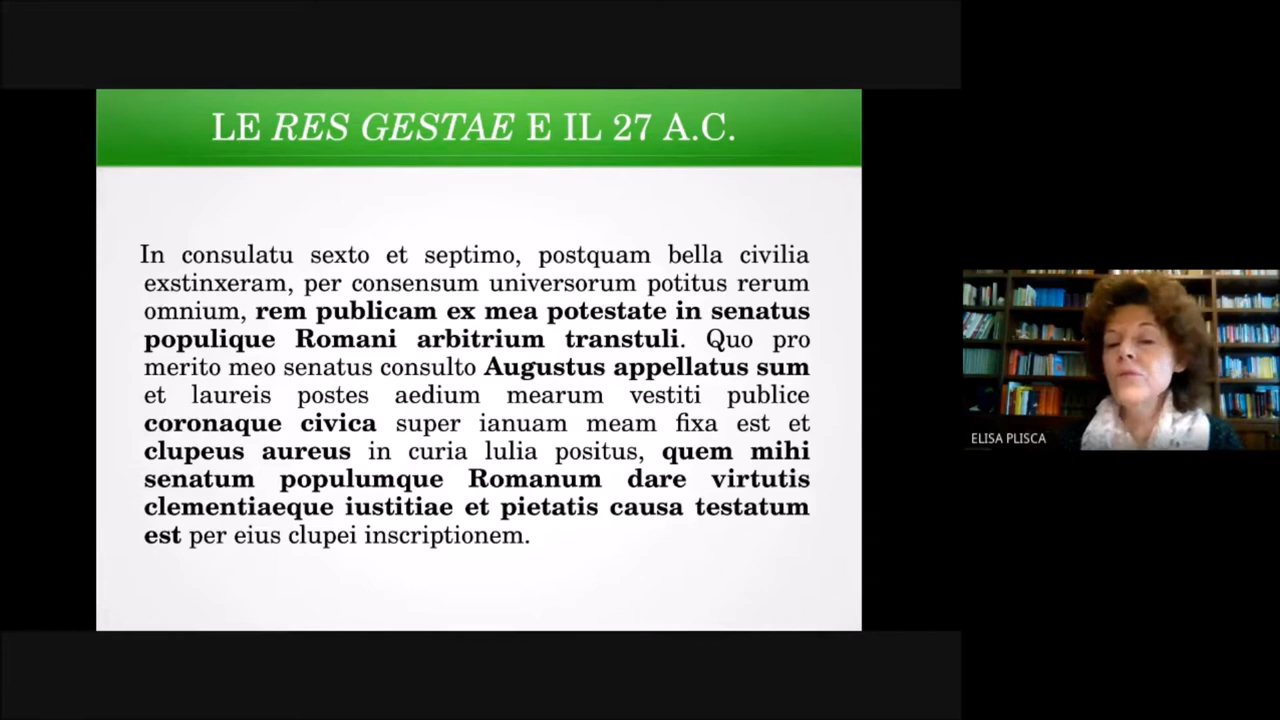 LE RES GESTAE E IL 27 A.C.
In consulatu sexto et septimo, postquam bella civilia
exstinxeram, per consensum universorum potitus rerum
omnium, rem publicam ex mea potestate in senatus
populique Romani arbitrium transtuli. Quo pro
merito meo senatus consulto Augustus appellatus sum
et laureis postes aedium mearum vestiti publice
coronaque civica super ianuam meam fixa est et
clupeus aureus in curia lulia positus, quem mihi
senatum populumque Romanum dare virtutis
clementiaeque iustitiae et pietatis causa testatum
est per eius clupei inscriptionem.
ELISA PLISCA